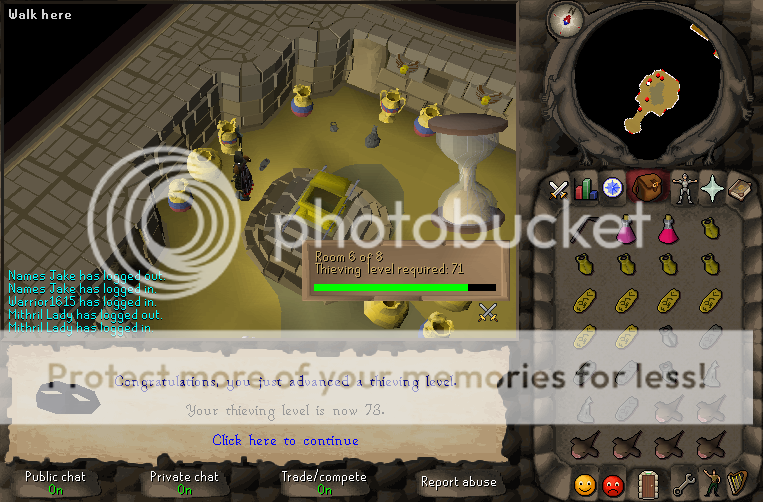 Walk here
photobucket
Room 6 of 8
Thieving level required: 71
Names Jake has logged out.
Names Jake has logged in.
Warrior1615 has logged in.
Mithril Lady has logged out.
Mithril Lady has logged in.
Protect more of your memories for less!
Congratulations, you just advanced a thieving level.
Your thieving level is now 73.
Click here to continue
Public chat
On
Private chat
On
Trade/compete
On
Report abuse